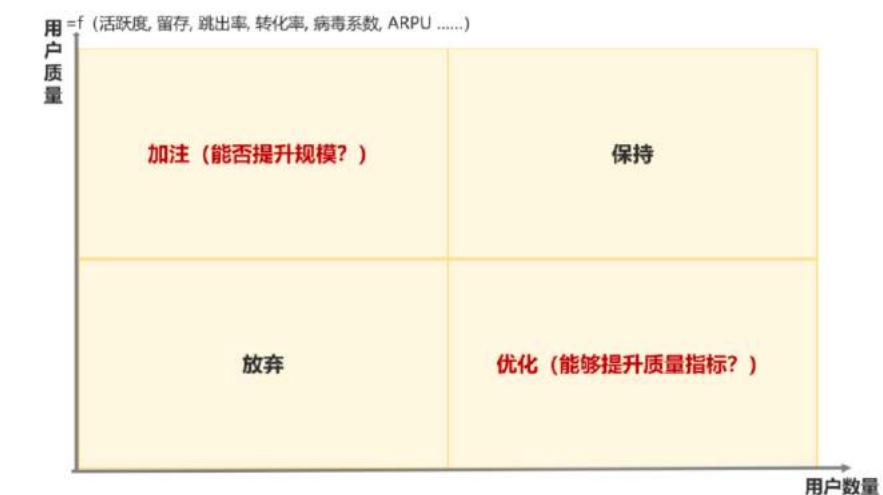 用户质量
=f（活跃度, 留存, 跳出率, 转化率, 病毒系数, ARPU ......）
加注（能否提升规模？）
保持
放弃
优化（能够提升质量指标？）
用户数量